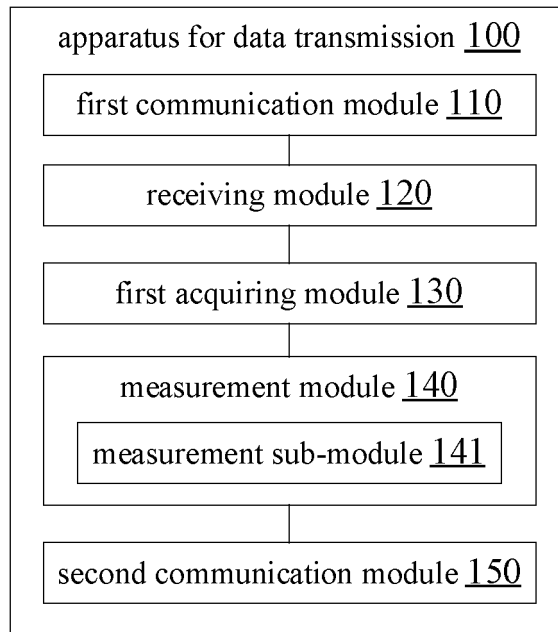 apparatus for data transmission 100
first communication module 110
receiving module 120
first acquiring module 130
measurement module 140
measurement sub-module 141
second communication module 150